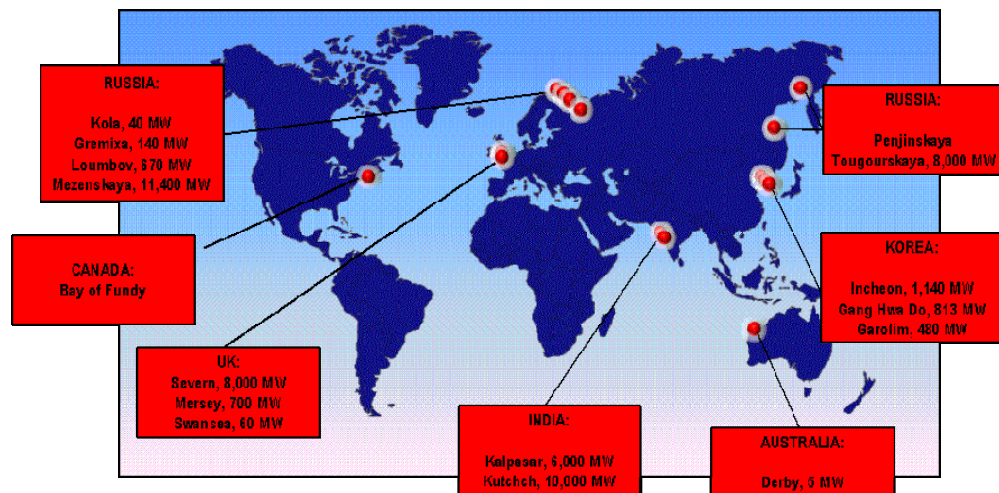 RUSSIA:
Kola, 40 MW
Gremixa, 140 MW
Loumbov, 670 MW
Mezenskaya, 11,400 MW
RUSSIA:
Penjinskaya
Tougourskaya, 8,000 MW
CANADA:
Bay of Fundy
KOREA:
Incheon, 1,140 MW
Gang Hwa Do, 813 MW
Garolim, 480 MW
UK:
Severn, 8,000 MW
Mersey, 700 MW
Swansea, 60 MW
INDIA:
Kalpasar, 6,000 MW
Kutchch, 10,000 MW
AUSTRALIA:
Derby, 5 MW